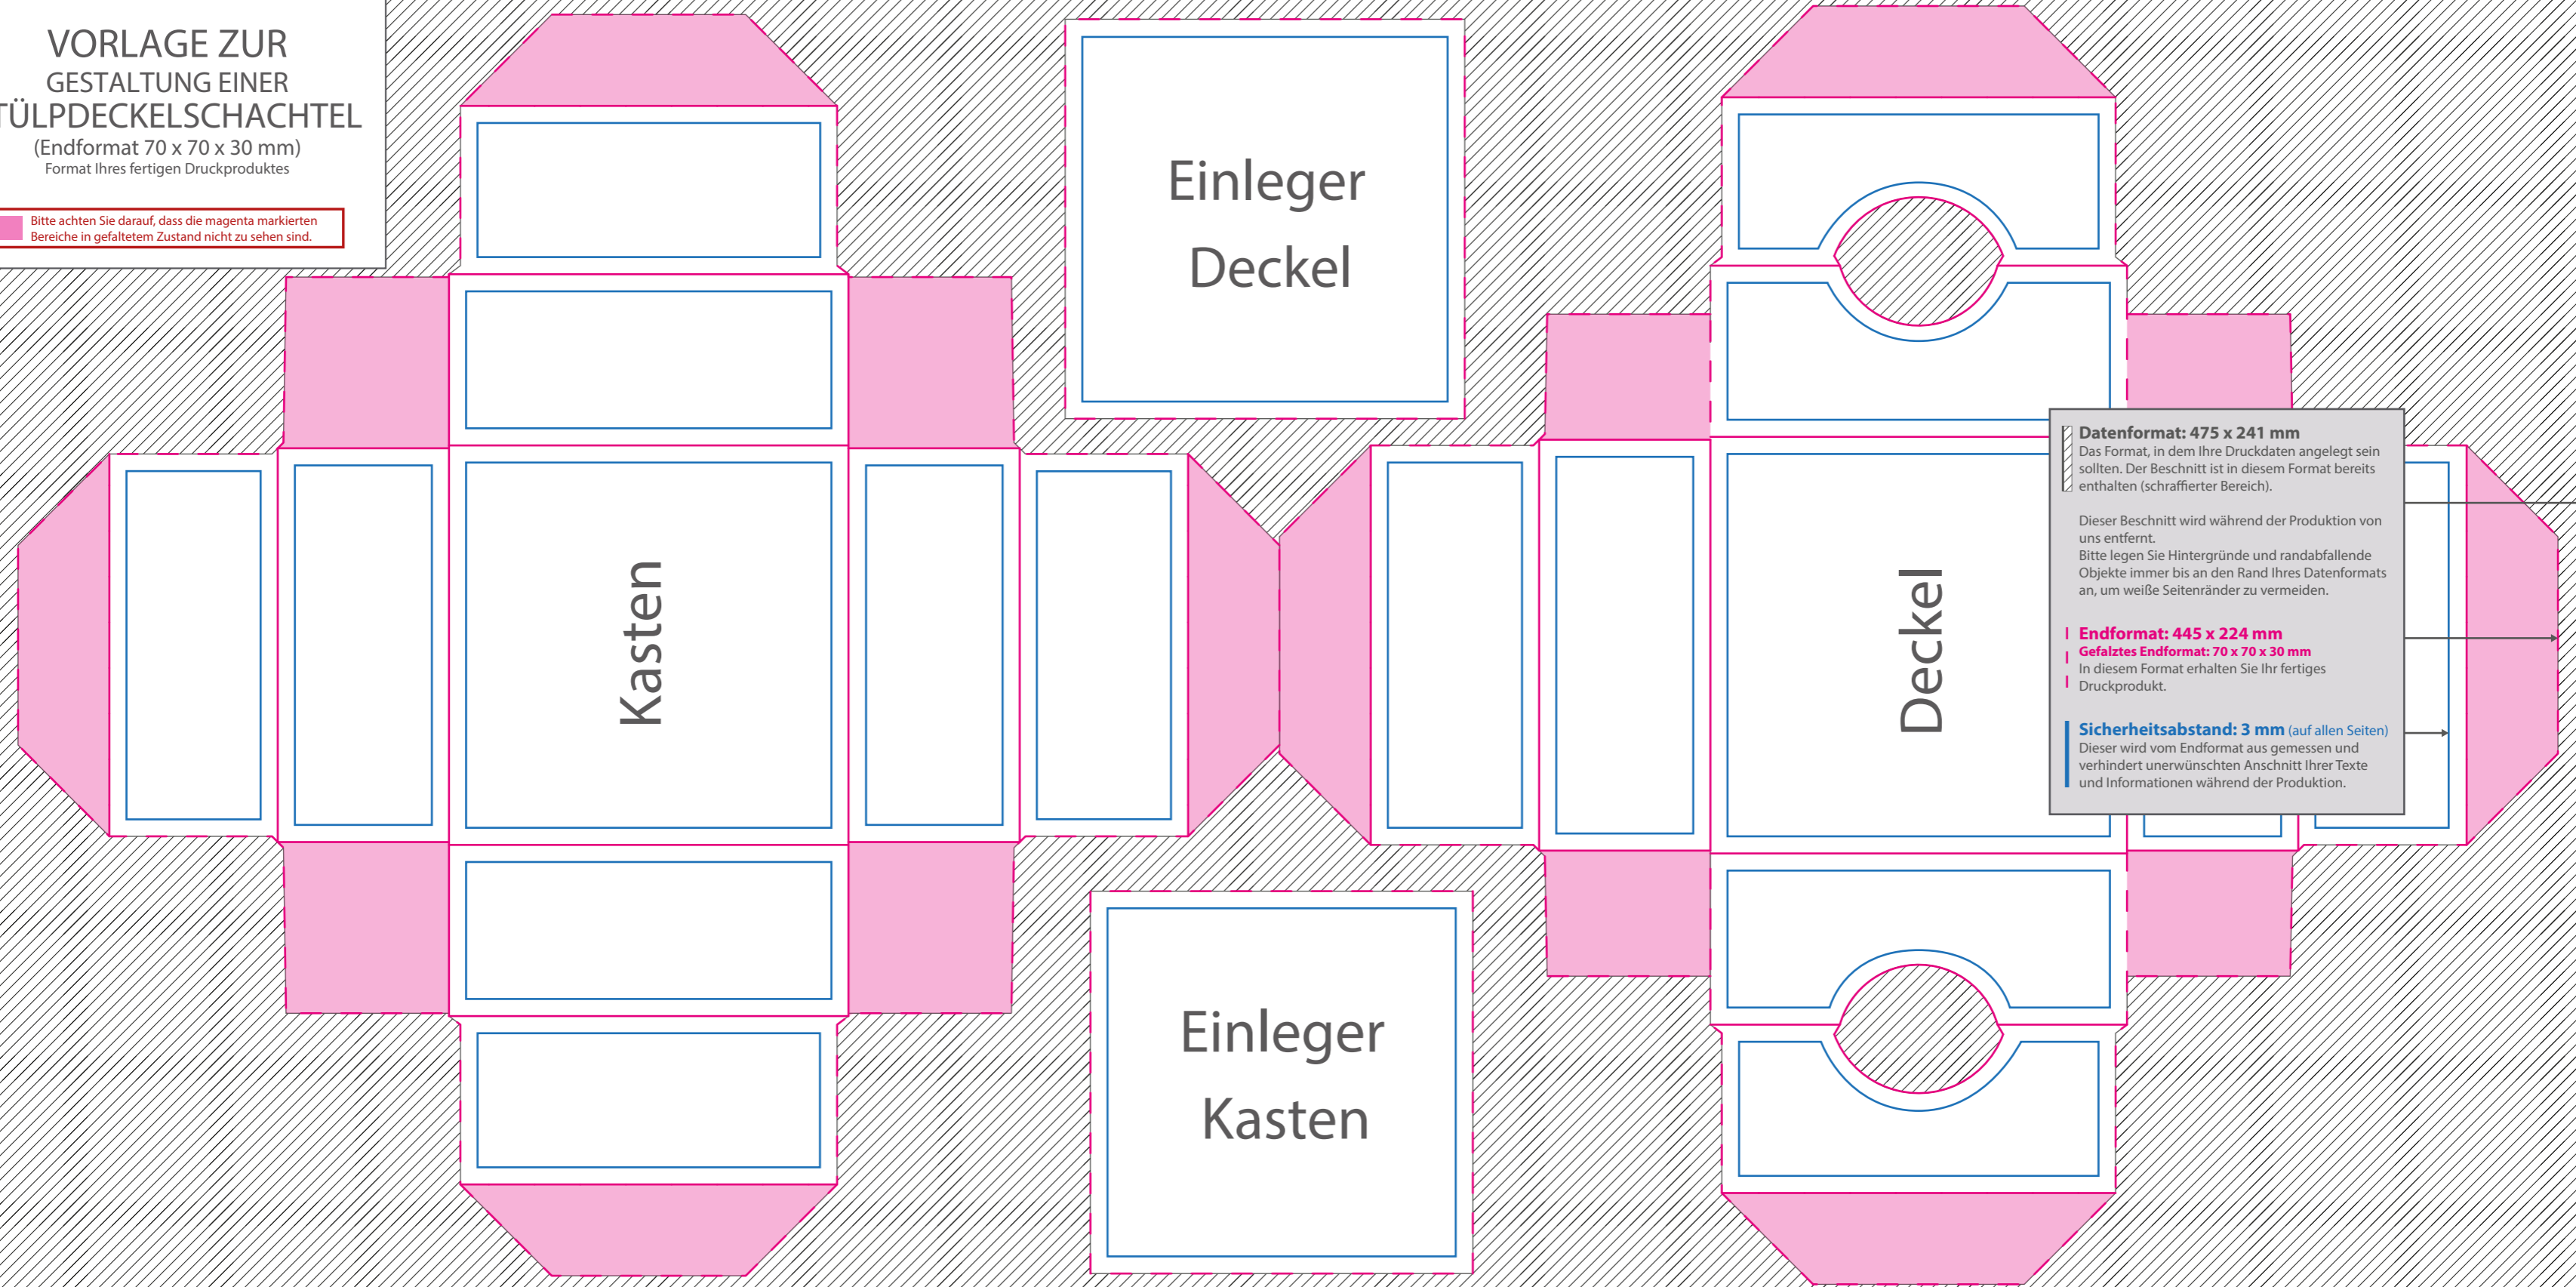 VORLAGE ZUR
GESTALTUNG EINER
TÜLPDECKELSCHACHTEL
(Endformat 70 x 70 x 30 mm)
Format Ihres fertigen Druckproduktes
Bitte achten Sie darauf, dass die magenta markierten
Bereiche in gefaltetem Zustand nicht zu sehen sind.
Einleger
Deckel
Kasten
Deckel
Datenformat: 475 x 241 mm
Das Format, in dem Ihre Druckdaten angelegt sein
sollten. Der Beschnitt ist in diesem Format bereits
enthalten (schraffierter Bereich).
Dieser Beschnitt wird während der Produktion von
uns entfernt.
Bitte legen Sie Hintergründe und randabfallende
Objekte immer bis an den Rand Ihres Datenformats
an, um weiße Seitenränder zu vermeiden.
Endformat: 445 x 224 mm
Gefalztes Endformat: 70 x 70 x 30 mm
In diesem Format erhalten Sie Ihr fertiges
Druckprodukt.
Sicherheitsabstand: 3 mm (auf allen Seiten)
Dieser wird vom Endformat aus gemessen und
verhindert unerwünschten Anschnitt Ihrer Texte
und Informationen während der Produktion.
Einleger
Kasten